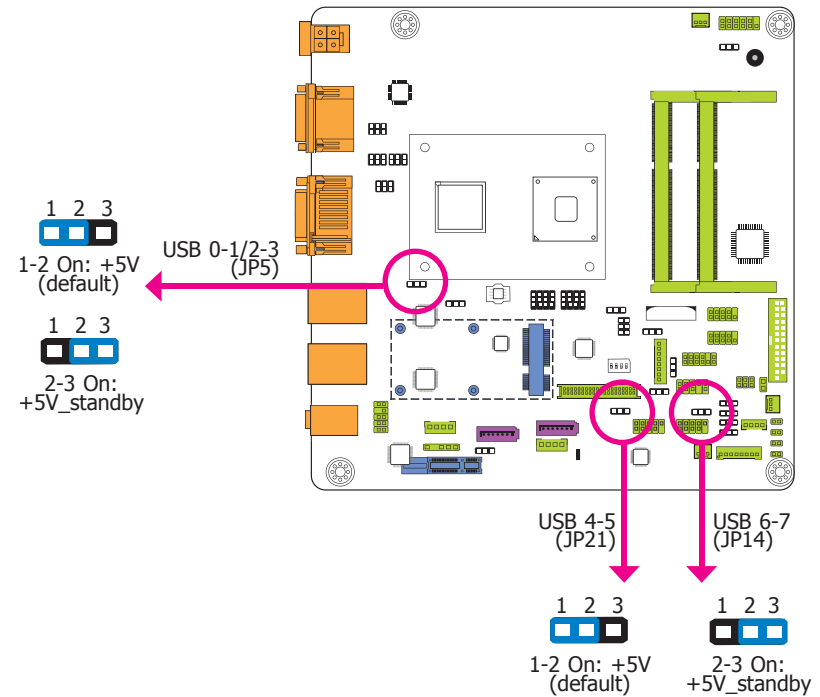 1 2 3
1-2 On: +5V
(default)
1 2 3
2-3 On:
+5V_standby
USB 0-1/2-3
(JP5)
USB 4-5
(JP21)
USB 6-7
(JP14)
1 2 3
1-2 On: +5V
(default)
1 2 3
2-3 On:
+5V_standby